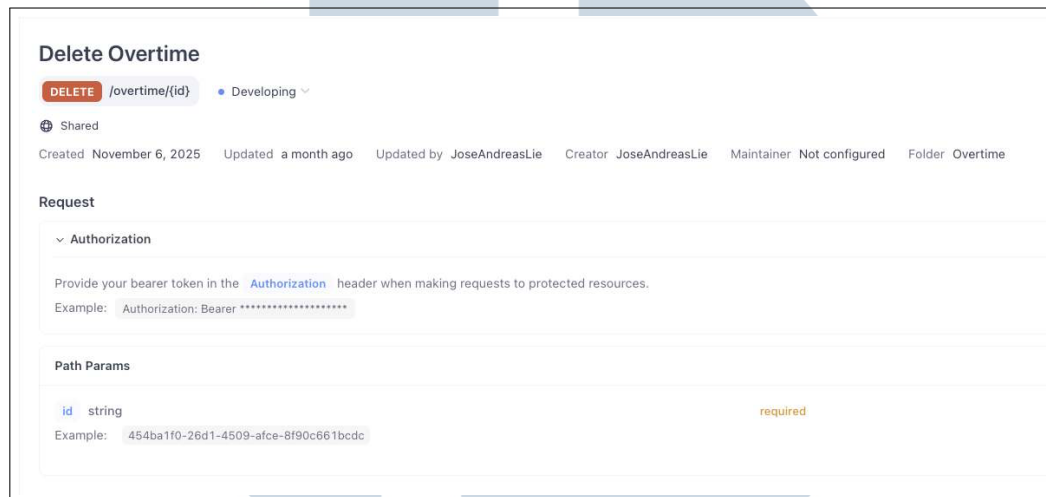 Delete Overtime
DELETE /overtime/{id} Developing
Shared
Created November 6, 2025 Updated a month ago Updated by JoseAndreasLie Creator JoseAndreasLie Maintainer Not configured Folder Overtime
Request
Authorization
Provide your bearer token in the Authorization header when making requests to protected resources.
Example: Authorization: Bearer ********************
Path Params
id string required
Example: 454ba1f0-26d1-4509-afce-8f90c661bcdc